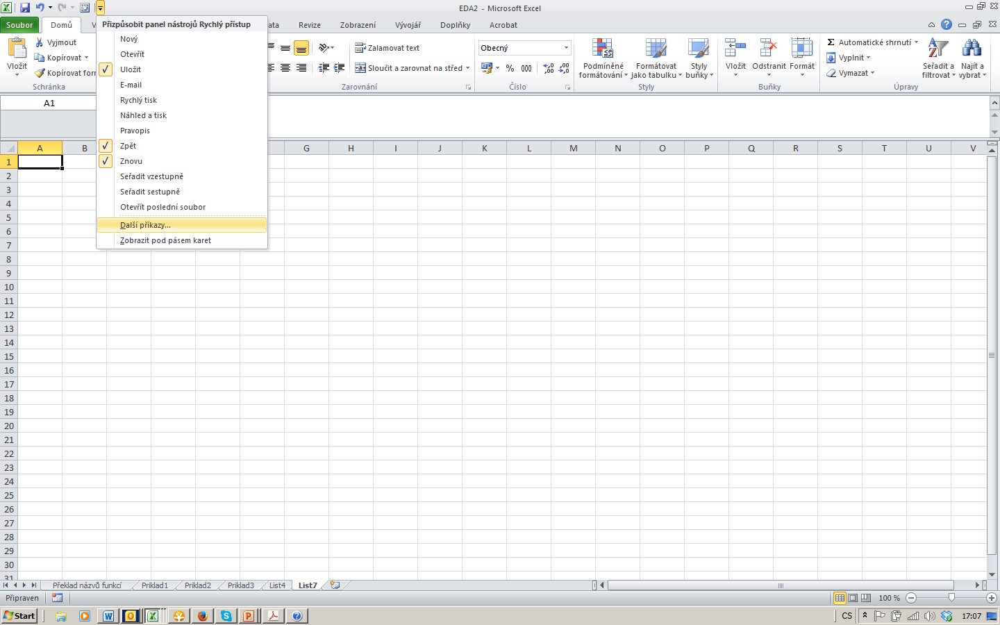 EDA2 - Microsoft Excel
Soubor Domů ata Revize Zobrazení Vývojář Doplňky Acrobat
Přizpůsobit panel nástrojů Rychlý přístup
Nový
Otevřít
Uložit
E-mail
Rychlý tisk
Náhled a tisk
Pravopis
Zpět
Znovu
Seřadit vzestupně
Seřadit sestupně
Otevřít poslední soubor
Další příkazy...
Zobrazit pod pásem karet
Vložit
Vyjmout
Kopírovat
Kopírovat forr
Schránka
Zalamovat text
Sloučit a zarovnat na střed
Zarovnání
Obecný
% 000
Číslo
Podmíněné formátování
Formátovat jako tabulku
Styly buňky
Styly
Vložit Odstranit Formát
Buňky
Σ Automatické shrnutí
Vyplnit
Vymazat
Seřadit a filtrovat
Najít a vybrat
Úpravy
A1
A B G H I J K L M N O P Q R S T U V
1
2
3
4
5
6
7
8
9
10
11
12
13
14
15
16
17
18
19
20
21
22
23
24
25
26
27
28
29
30
31
Překlad názvů funkcí Priklad1 Priklad2 Priklad3 List4 List7
Připraven 100 %
Start CS 17:07